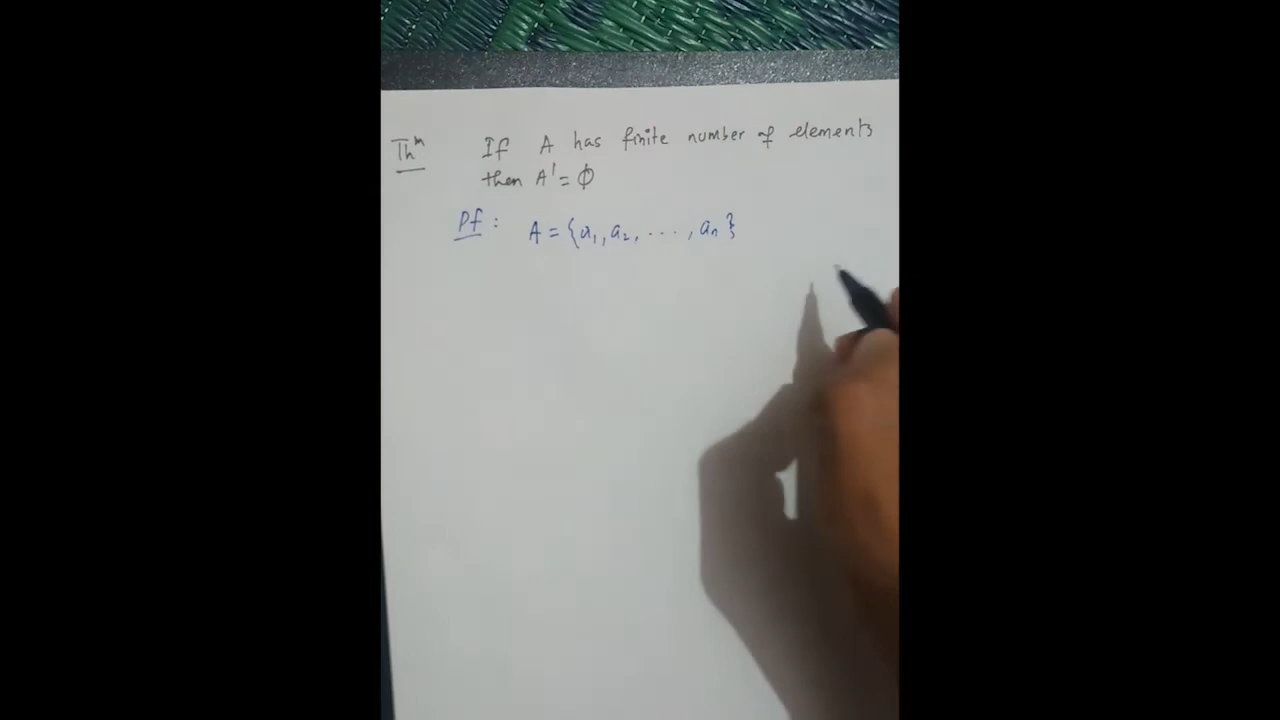 Thᵐ If A has finite number of elements
then A' = ϕ
Pf : A = {a₁, a₂, . . . . , aₙ}